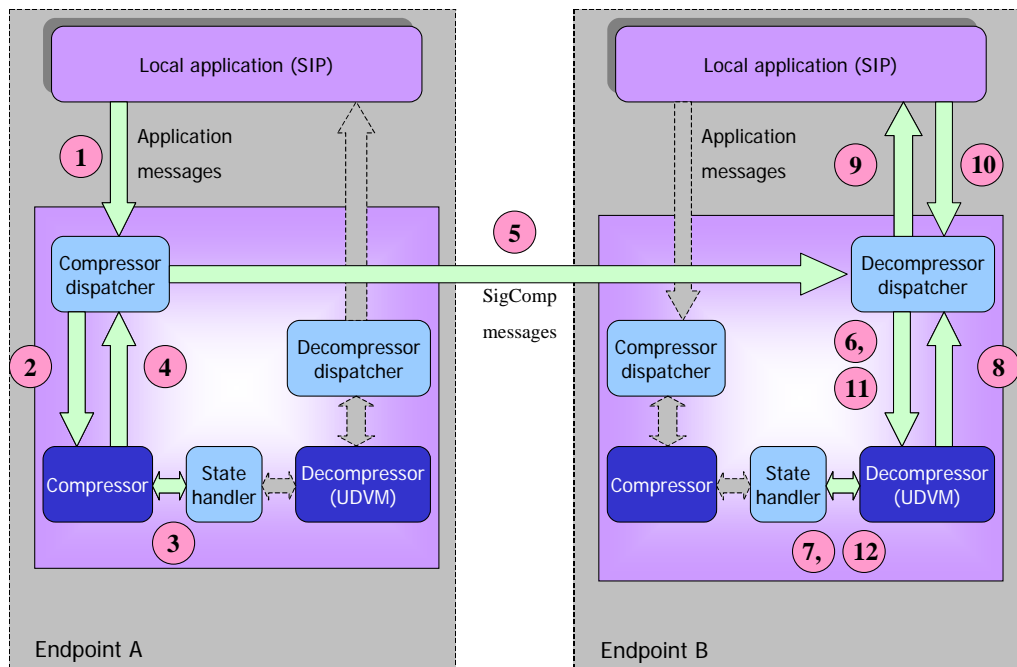 Local application (SIP)
1
Application
messages
Compressor
dispatcher
2
4
Decompressor
dispatcher
Compressor
State
handler
Decompressor
(UDVM)
3
Endpoint A
5
SigComp
messages
Local application (SIP)
Application
messages
9
10
Decompressor
dispatcher
Compressor
dispatcher
6,
11
8
Compressor
State
handler
Decompressor
(UDVM)
7,
12
Endpoint B